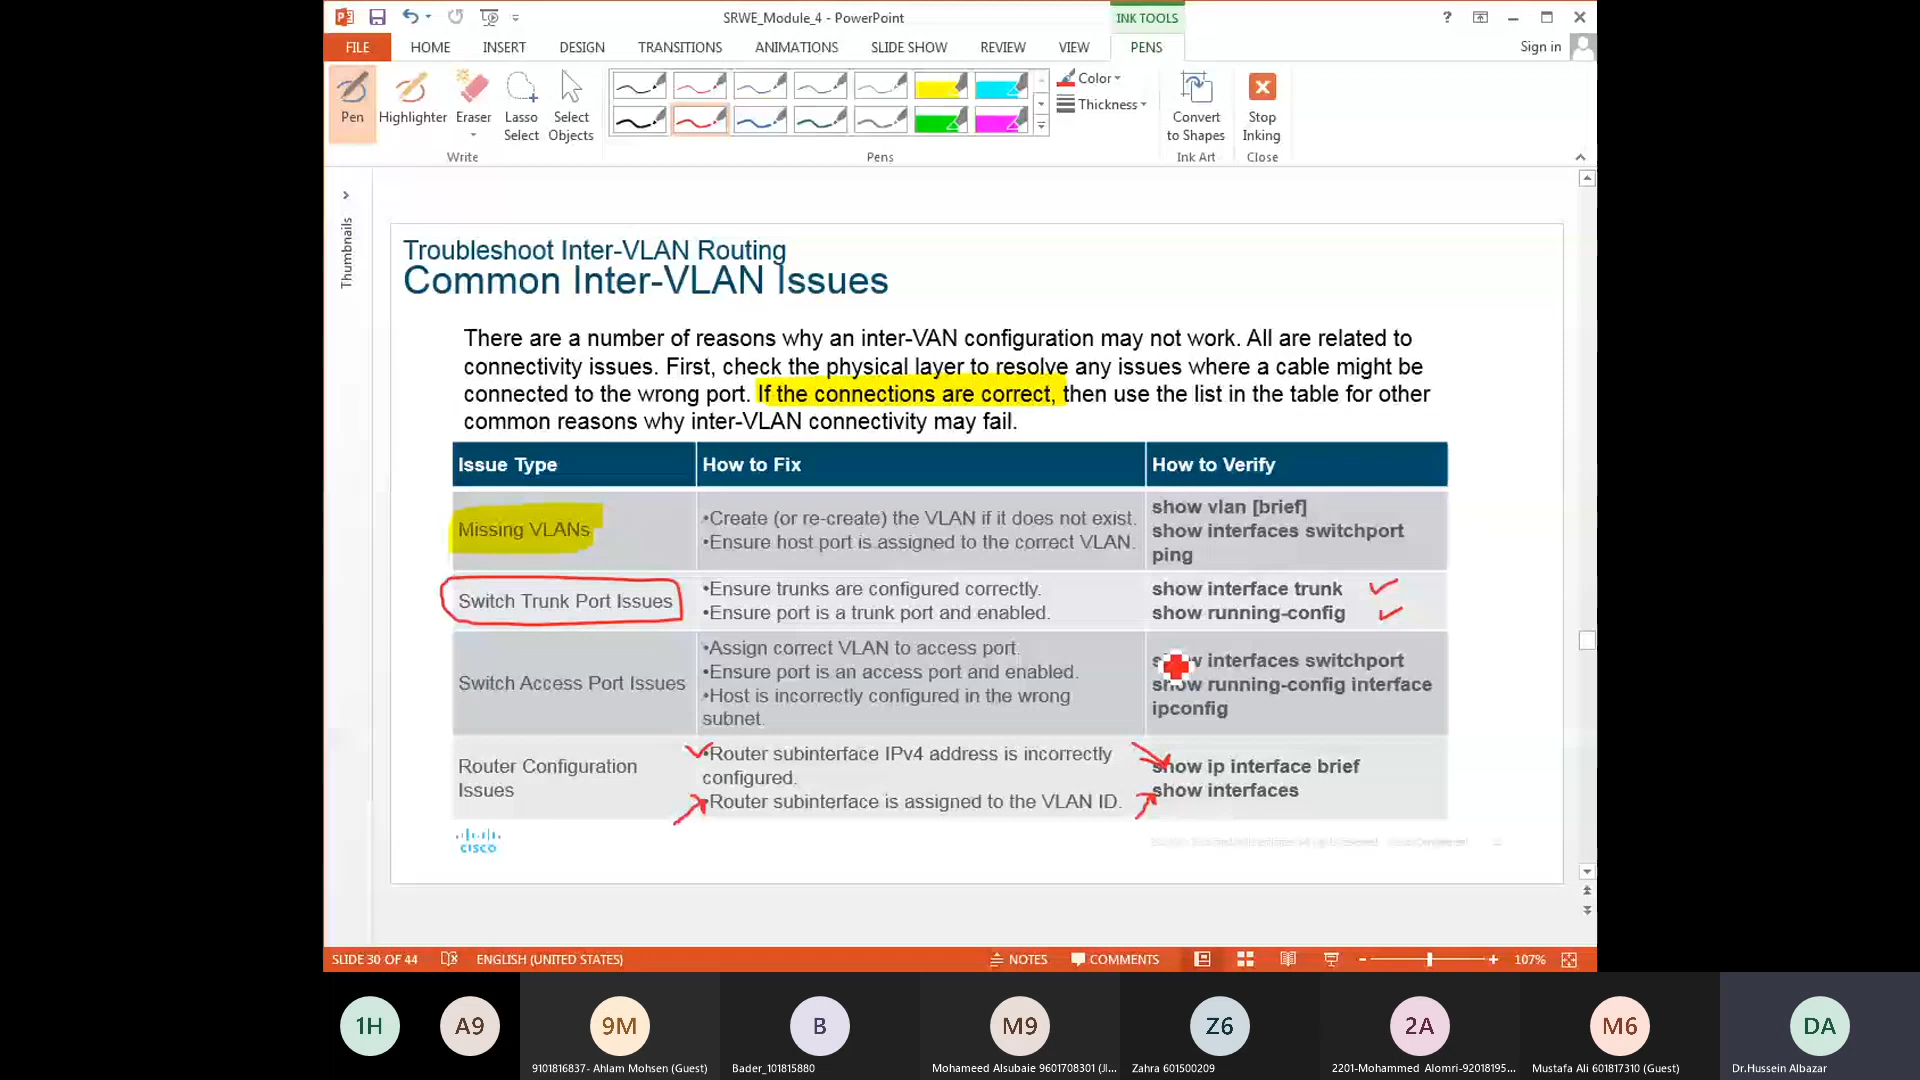 SRWE_Module_4 - PowerPoint
INK TOOLS
?
FILE
HOME
INSERT
DESIGN
TRANSITIONS
ANIMATIONS
SLIDE SHOW
REVIEW
VIEW
PENS
Sign in
Pen
Highlighter
Eraser
Lasso
Select
Select
Objects
Color
Thickness
Convert
to Shapes
Stop
Inking
Write
Pens
Ink Art
Close
Thumbnails
Troubleshoot Inter-VLAN Routing
Common Inter-VLAN Issues
There are a number of reasons why an inter-VAN configuration may not work. All are related to
connectivity issues. First, check the physical layer to resolve any issues where a cable might be
connected to the wrong port. If the connections are correct, then use the list in the table for other
common reasons why inter-VLAN connectivity may fail.
Issue Type
How to Fix
How to Verify
Missing VLANs
•Create (or re-create) the VLAN if it does not exist.
•Ensure host port is assigned to the correct VLAN.
show vlan [brief]
show interfaces switchport
ping
Switch Trunk Port Issues
•Ensure trunks are configured correctly.
•Ensure port is a trunk port and enabled.
show interface trunk
show running-config
Switch Access Port Issues
•Assign correct VLAN to access port.
•Ensure port is an access port and enabled.
•Host is incorrectly configured in the wrong
subnet.
show interfaces switchport
show running-config interface
ipconfig
Router Configuration
Issues
•Router subinterface IPv4 address is incorrectly
configured.
•Router subinterface is assigned to the VLAN ID.
show ip interface brief
show interfaces
CISCO
SLIDE 30 OF 44
ENGLISH (UNITED STATES)
NOTES
COMMENTS
107%
1H
A9
9M
B
M9
Z6
2A
M6
DA
9101816837- Ahlam Mohsen (Guest)
Bader_101815880
Mohameed Alsubaie 9601708301 (JI...
Zahra 601500209
2201-Mohammed Alomri-92018195...
Mustafa Ali 601817310 (Guest)
Dr.Hussein Albazar